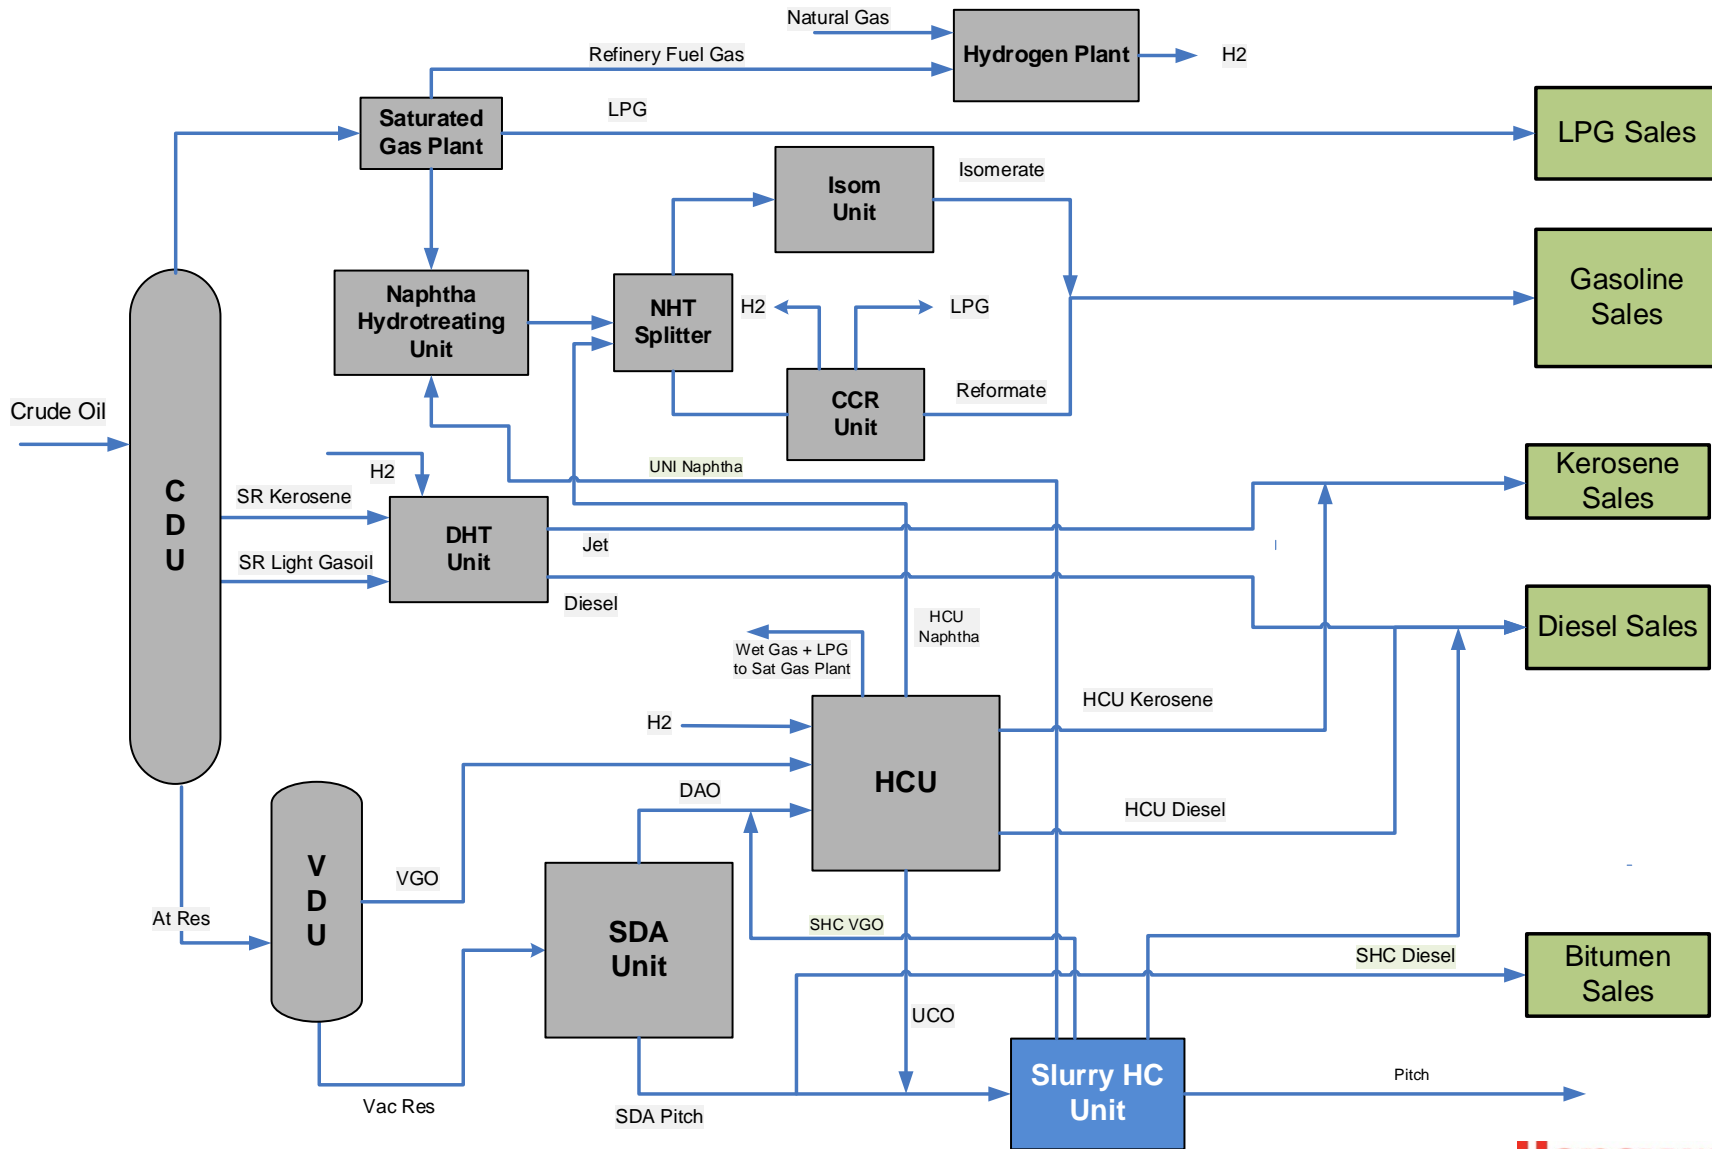 Natural Gas
Hydrogen Plant
H2
Refinery Fuel Gas
LPG
Saturated
Gas Plant
LPG Sales
Isom
Unit
Isomerate
Gasoline
Sales
Naphtha
Hydrotreating
Unit
NHT
Splitter
H2
LPG
CCR
Unit
Reformate
Crude Oil
C
D
U
H2
SR Kerosene
SR Light Gasoil
DHT
Unit
UNI Naphtha
Jet
Diesel
Kerosene
Sales
Diesel Sales
HCU
Naphtha
Wet Gas + LPG
to Sat Gas Plant
H2
HCU
HCU Kerosene
HCU Diesel
DAO
V
D
U
VGO
At Res
Vac Res
SDA
Unit
SHC VGO
UCO
SDA Pitch
SHC Diesel
Bitumen
Sales
Slurry HC
Unit
Pitch